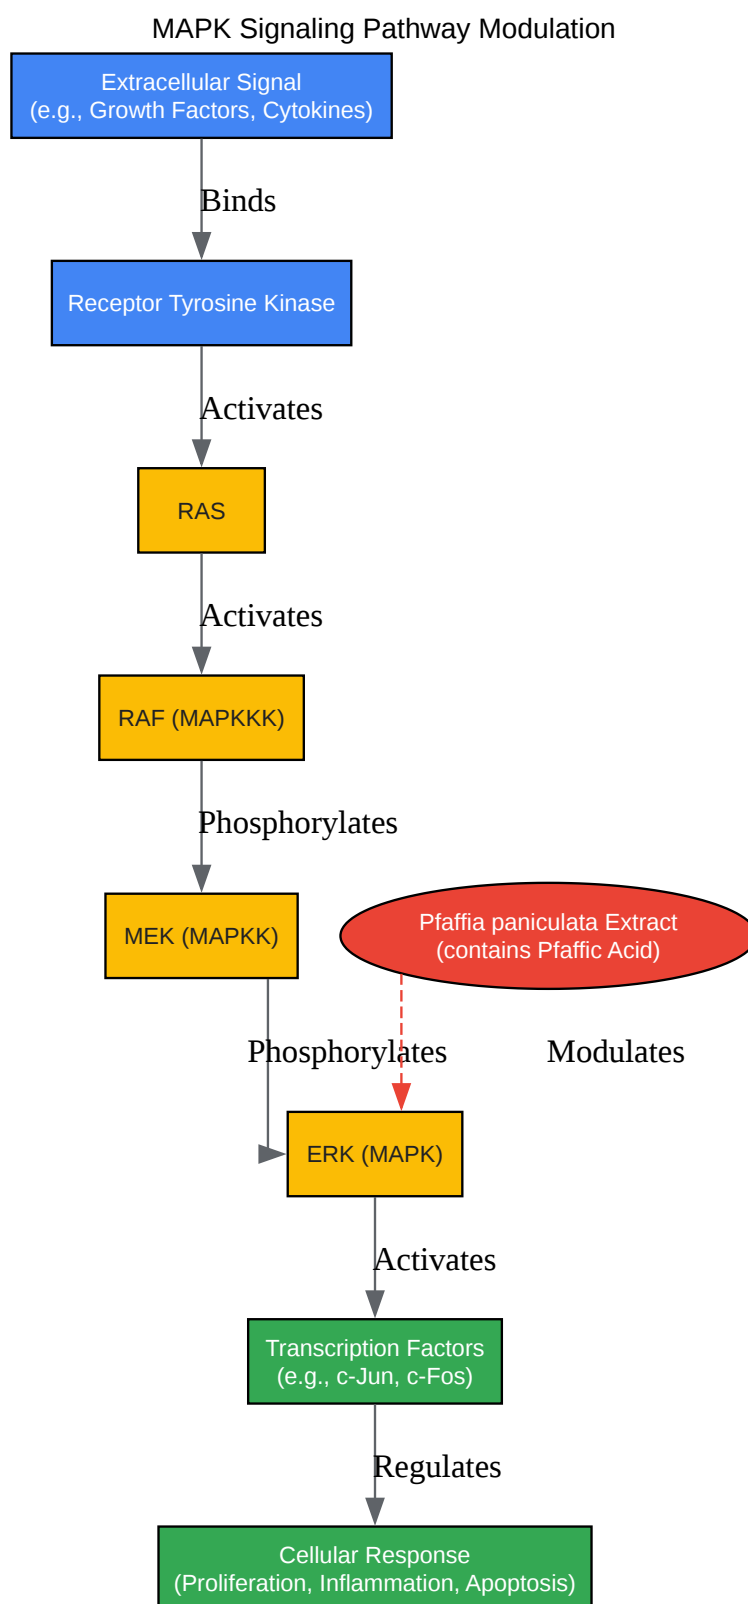 MAPK Signaling Pathway Modulation
Extracellular Signal
(e.g., Growth Factors, Cytokines)
Binds
Receptor Tyrosine Kinase
Activates
RAS
Activates
RAF (MAPKKK)
Phosphorylates
MEK (MAPKK)
Pfaffia paniculata Extract
(contains Pfaffic Acid)
Phosphorylates
Modulates
ERK (MAPK)
Activates
Transcription Factors
(e.g., c-Jun, c-Fos)
Regulates
Cellular Response
(Proliferation, Inflammation, Apoptosis)